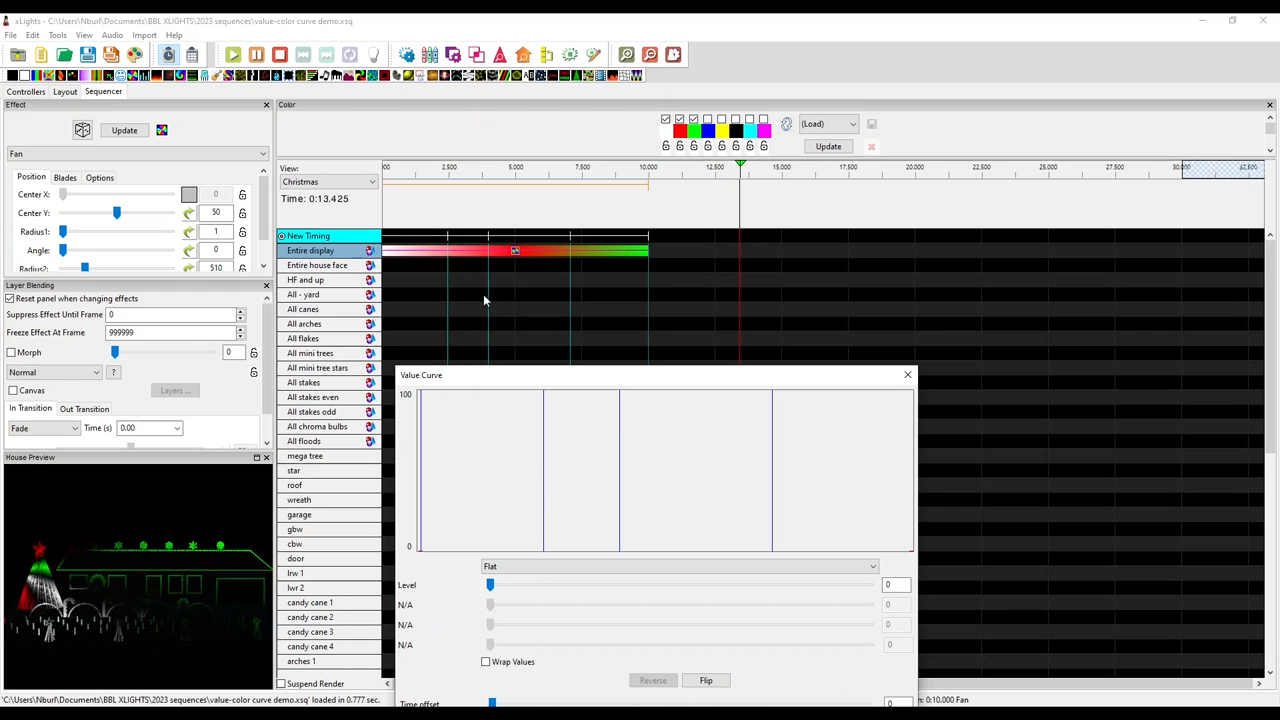 xLights - C:\Users\Nburl\Documents\BBL XLIGHTS\2023 sequences\value-color curve demo.xsq
File Edit Tools View Audio Import Help
Controllers Layout Sequencer
Effect
Update
Fan
Position Blades Options
Center X: 0
Center Y: 50
Radius1: 1
Angle: 0
Radius2: 510
Layer Blending
Reset panel when changing effects
Suppress Effect Until Frame 0
Freeze Effect At Frame 999999
Morph 0
Normal ?
Canvas Layers ...
In Transition Out Transition
Fade Time (s) 0.00
House Preview
Color
(Load)
Update
View:
Christmas
Time: 0:13.425
2.500 5.000 7.500 10.000 12.500 15.000 17.500 20.000 22.500 25.000 27.500 30.000 32.500
New Timing
Entire display
Entire house face
HF and up
All - yard
All canes
All arches
All flakes
All mini trees
All mini tree stars
All stakes
All stakes even
All stakes odd
All chroma bulbs
All floods
mega tree
star
roof
wreath
garage
gbw
cbw
door
lrw 1
lwr 2
candy cane 1
candy cane 2
candy cane 3
candy cane 4
arches 1
Suspend Render
Value Curve
100
0
Flat
Level 0
N/A 0
N/A 0
N/A 0
Wrap Values
Reverse Flip
Time offset 0
'C:\Users\Nburl\Documents\BBL XLIGHTS\2023 sequences\value-color curve demo.xsq' loaded in 0.777 sec.
0:10.000 Fan